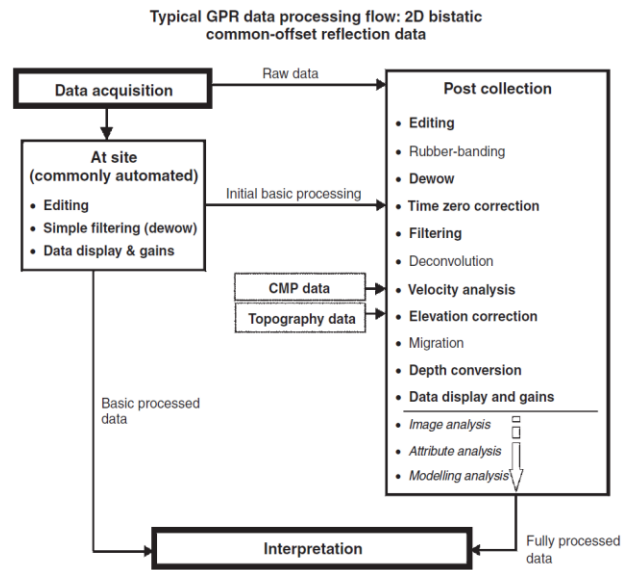 Typical GPR data processing flow: 2D bistatic
common-offset reflection data
Data acquisition
Raw data
At site
(commonly automated)
• Editing
• Simple filtering (dewow)
• Data display & gains
Initial basic processing
Post collection
• Editing
• Rubber-banding
• Dewow
• Time zero correction
• Filtering
• Deconvolution
• Velocity analysis
• Elevation correction
• Migration
• Depth conversion
• Data display and gains
• Image analysis
• Attribute analysis
• Modelling analysis
CMP data
Topography data
Basic processed
data
Fully processed
data
Interpretation